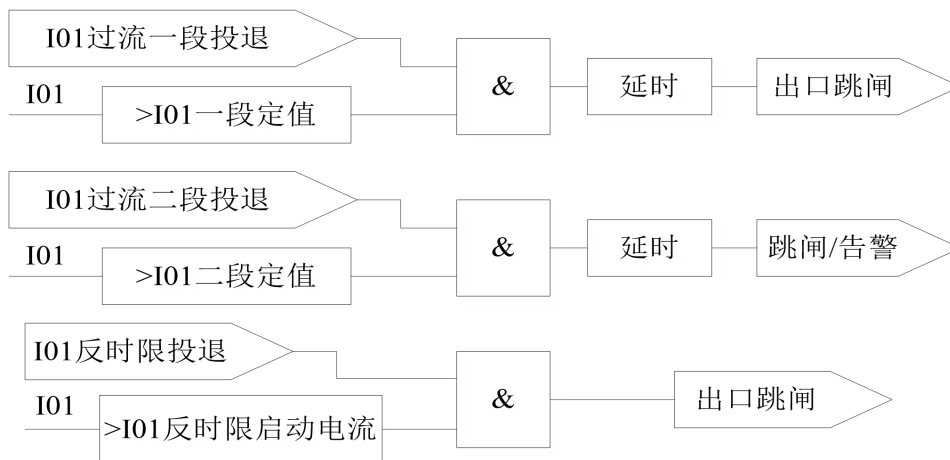 I01过流一段投退
I01
>I01一段定值
&
延时
出口跳闸
I01过流二段投退
I01
>I01二段定值
&
延时
跳闸/告警
I01反时限投退
I01
>I01反时限启动电流
&
出口跳闸